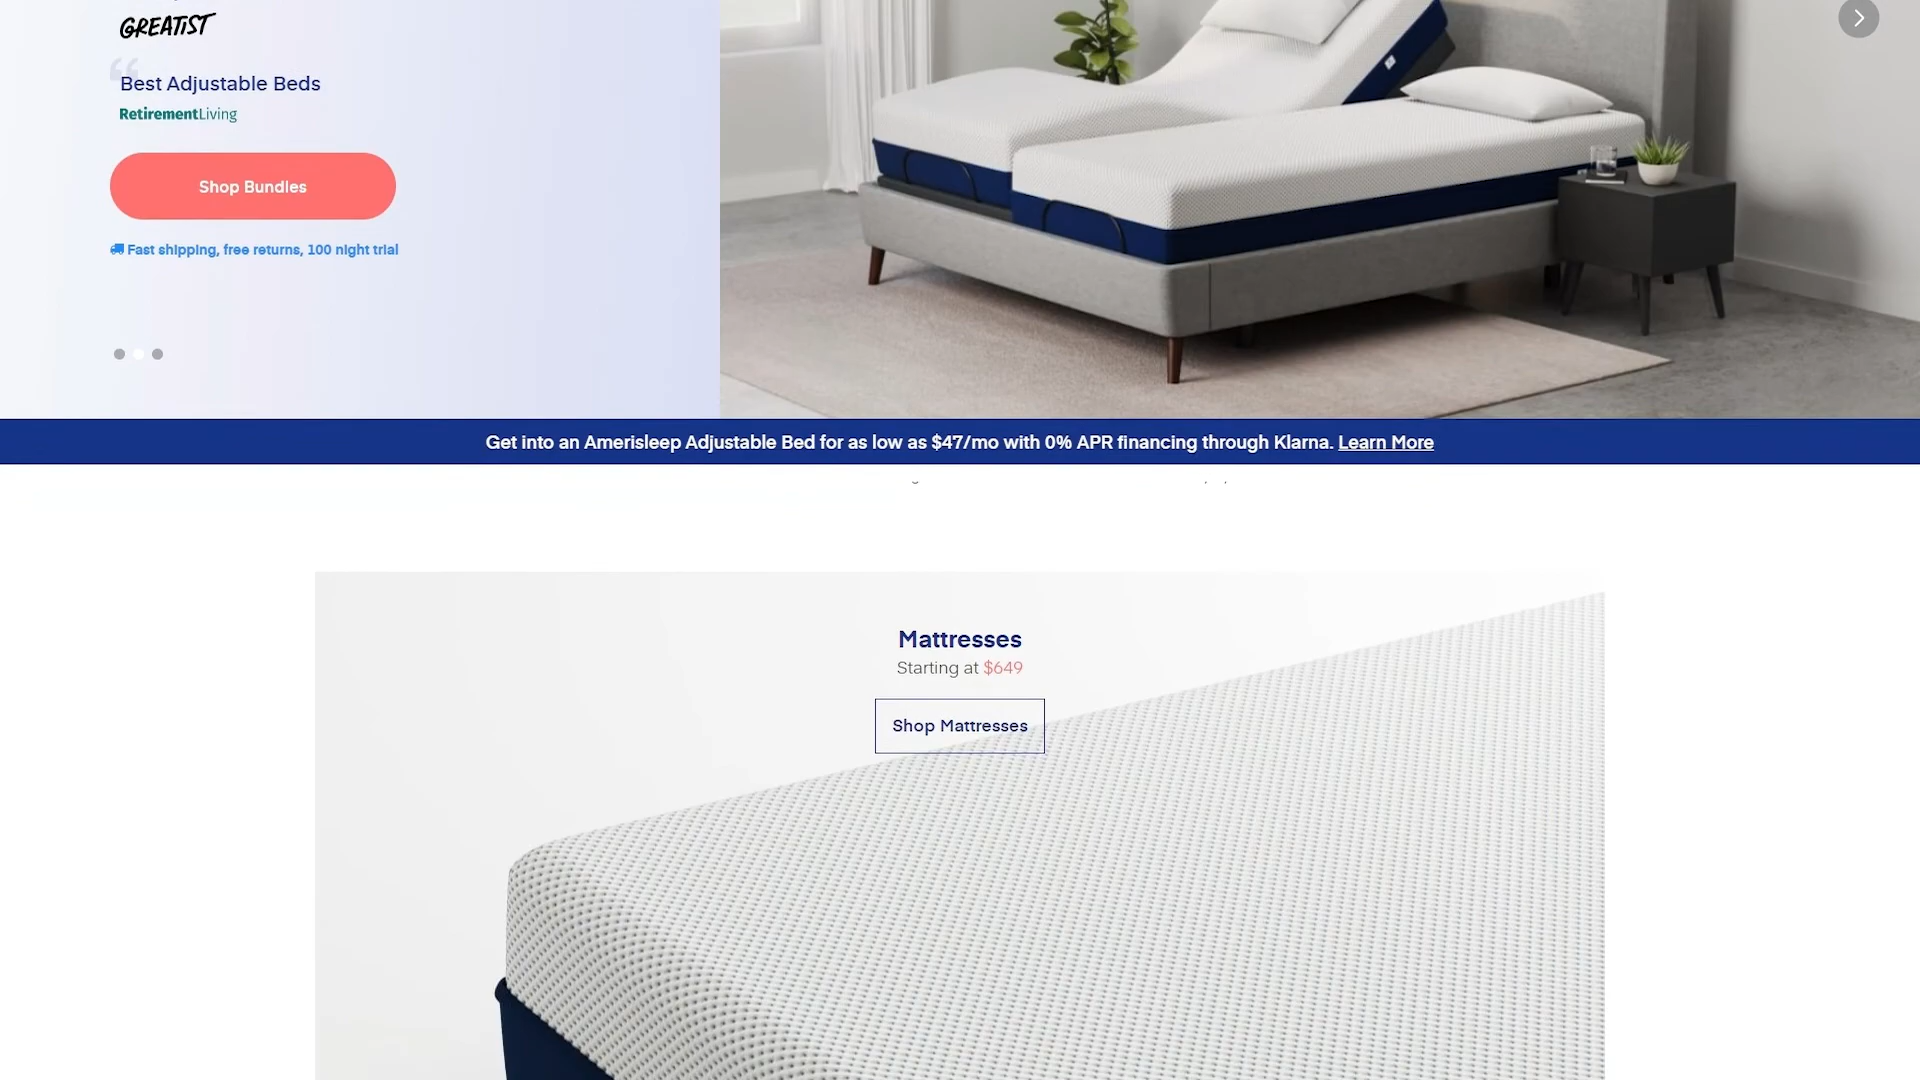 GREATIST
Best Adjustable Beds
RetirementLiving
Shop Bundles
Fast shipping, free returns, 100 night trial
Get into an Amerisleep Adjustable Bed for as low as $47/mo with 0% APR financing through Klarna. Learn More
Mattresses
Starting at $649
Shop Mattresses